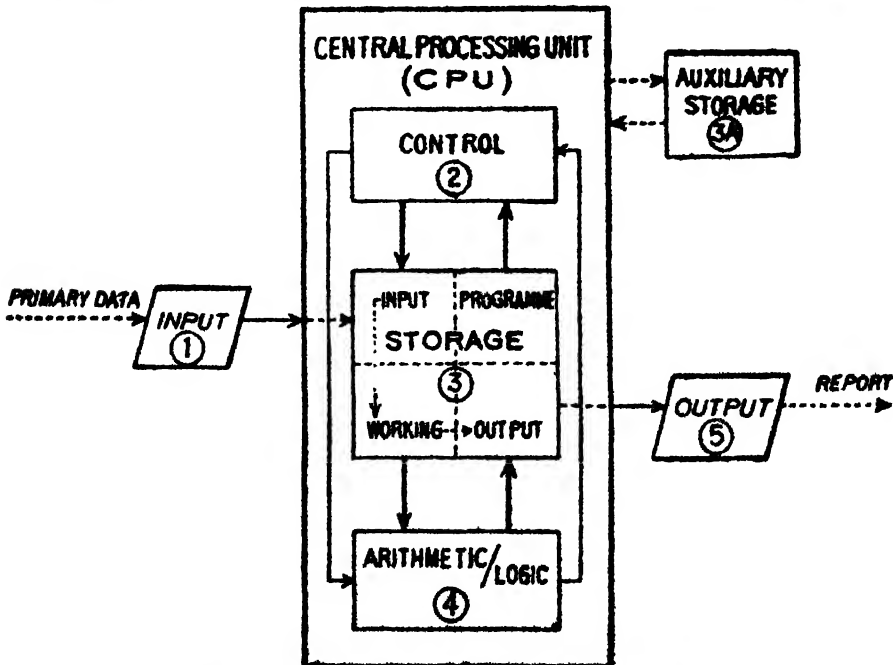 CENTRAL PROCESSING UNIT
(CPU)
AUXILIARY
STORAGE
3A
CONTROL
2
PRIMARY DATA
INPUT
1
INPUT PROGRAMME
STORAGE
3
WORKING OUTPUT
OUTPUT
5
REPORT
ARITHMETIC/LOGIC
4